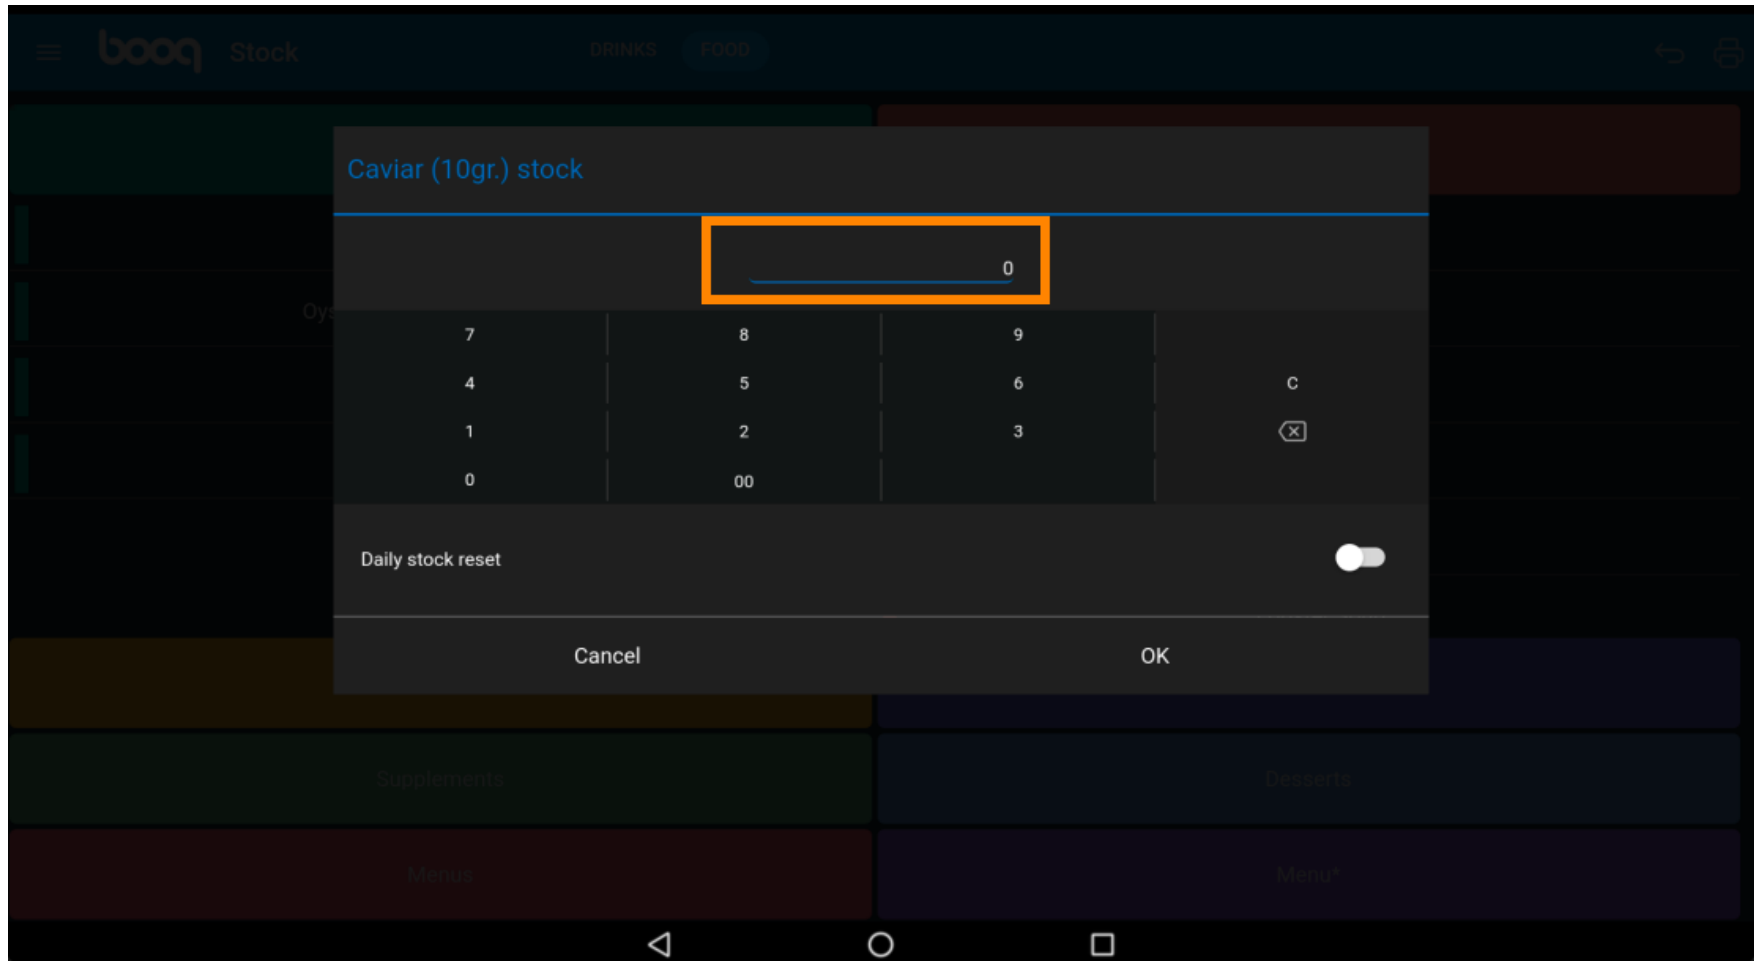 booq Stock DRINKS FOOD
Caviar (10gr.) stock
0
Oys
7 8 9
4 5 6 C
1 2 3
0 00
Daily stock reset
Cancel OK
Supplements Desserts
Menus Menu*